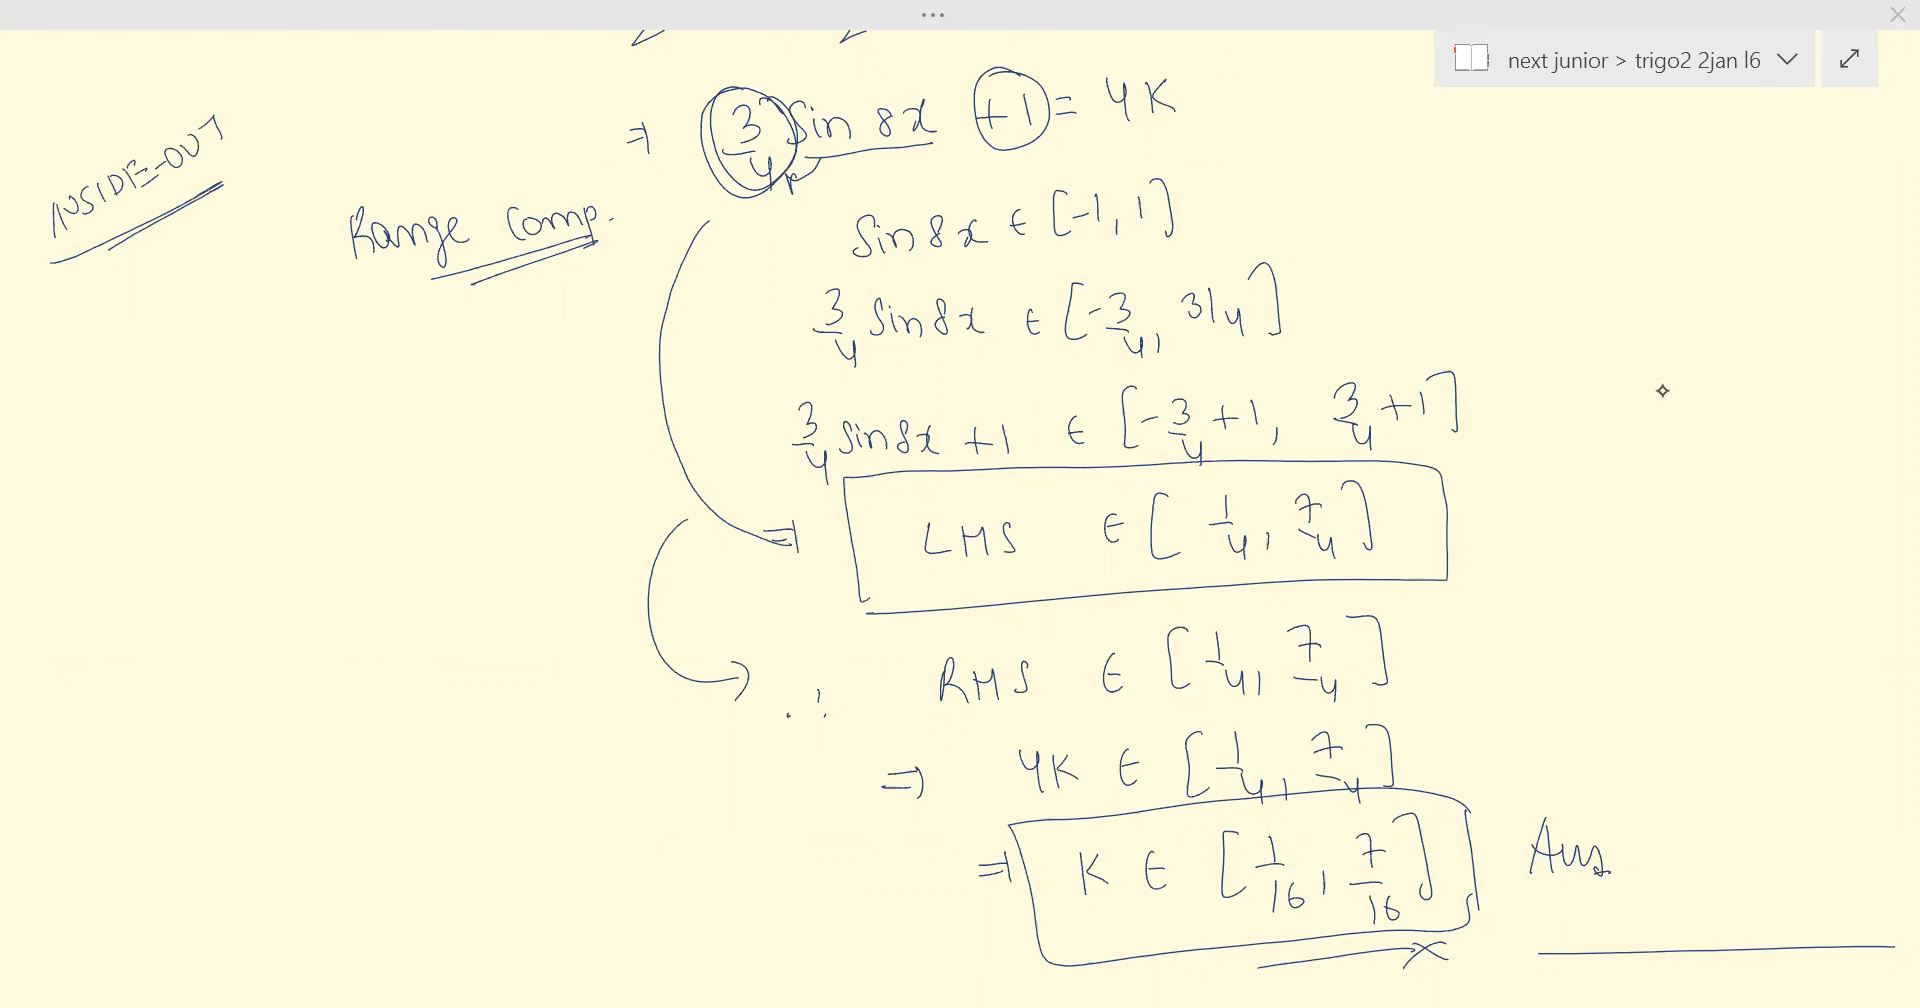 ...
next junior > trigo2 2jan l6
⇒ 3/4 Sin 8x +1 = 4K
INSIDE-OUT
Range Comp.
Sin 8x ∈ [-1, 1]
3/4 Sin 8x ∈ [-3/4, 3/4]
3/4 Sin 8x +1 ∈ [-3/4 +1, 3/4 +1]
⇒ LHS ∈ [1/4, 7/4]
∴ RHS ∈ [1/4, 7/4]
⇒ 4K ∈ [1/4, 7/4]
⇒ K ∈ [1/16, 7/16] Ans